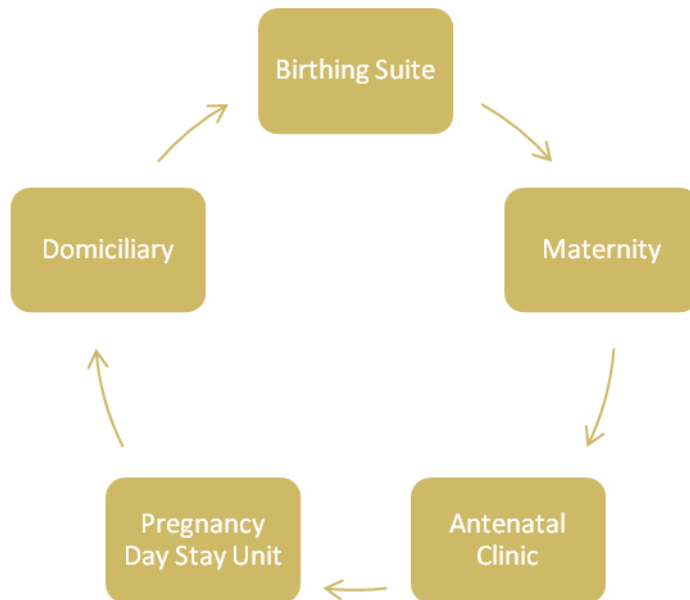 Birthing Suite
Maternity
Antenatal
Clinic
Pregnancy
Day Stay Unit
Domiciliary